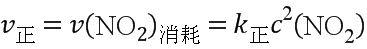 v正 = v(NO₂)消耗 = k正c²(NO₂)